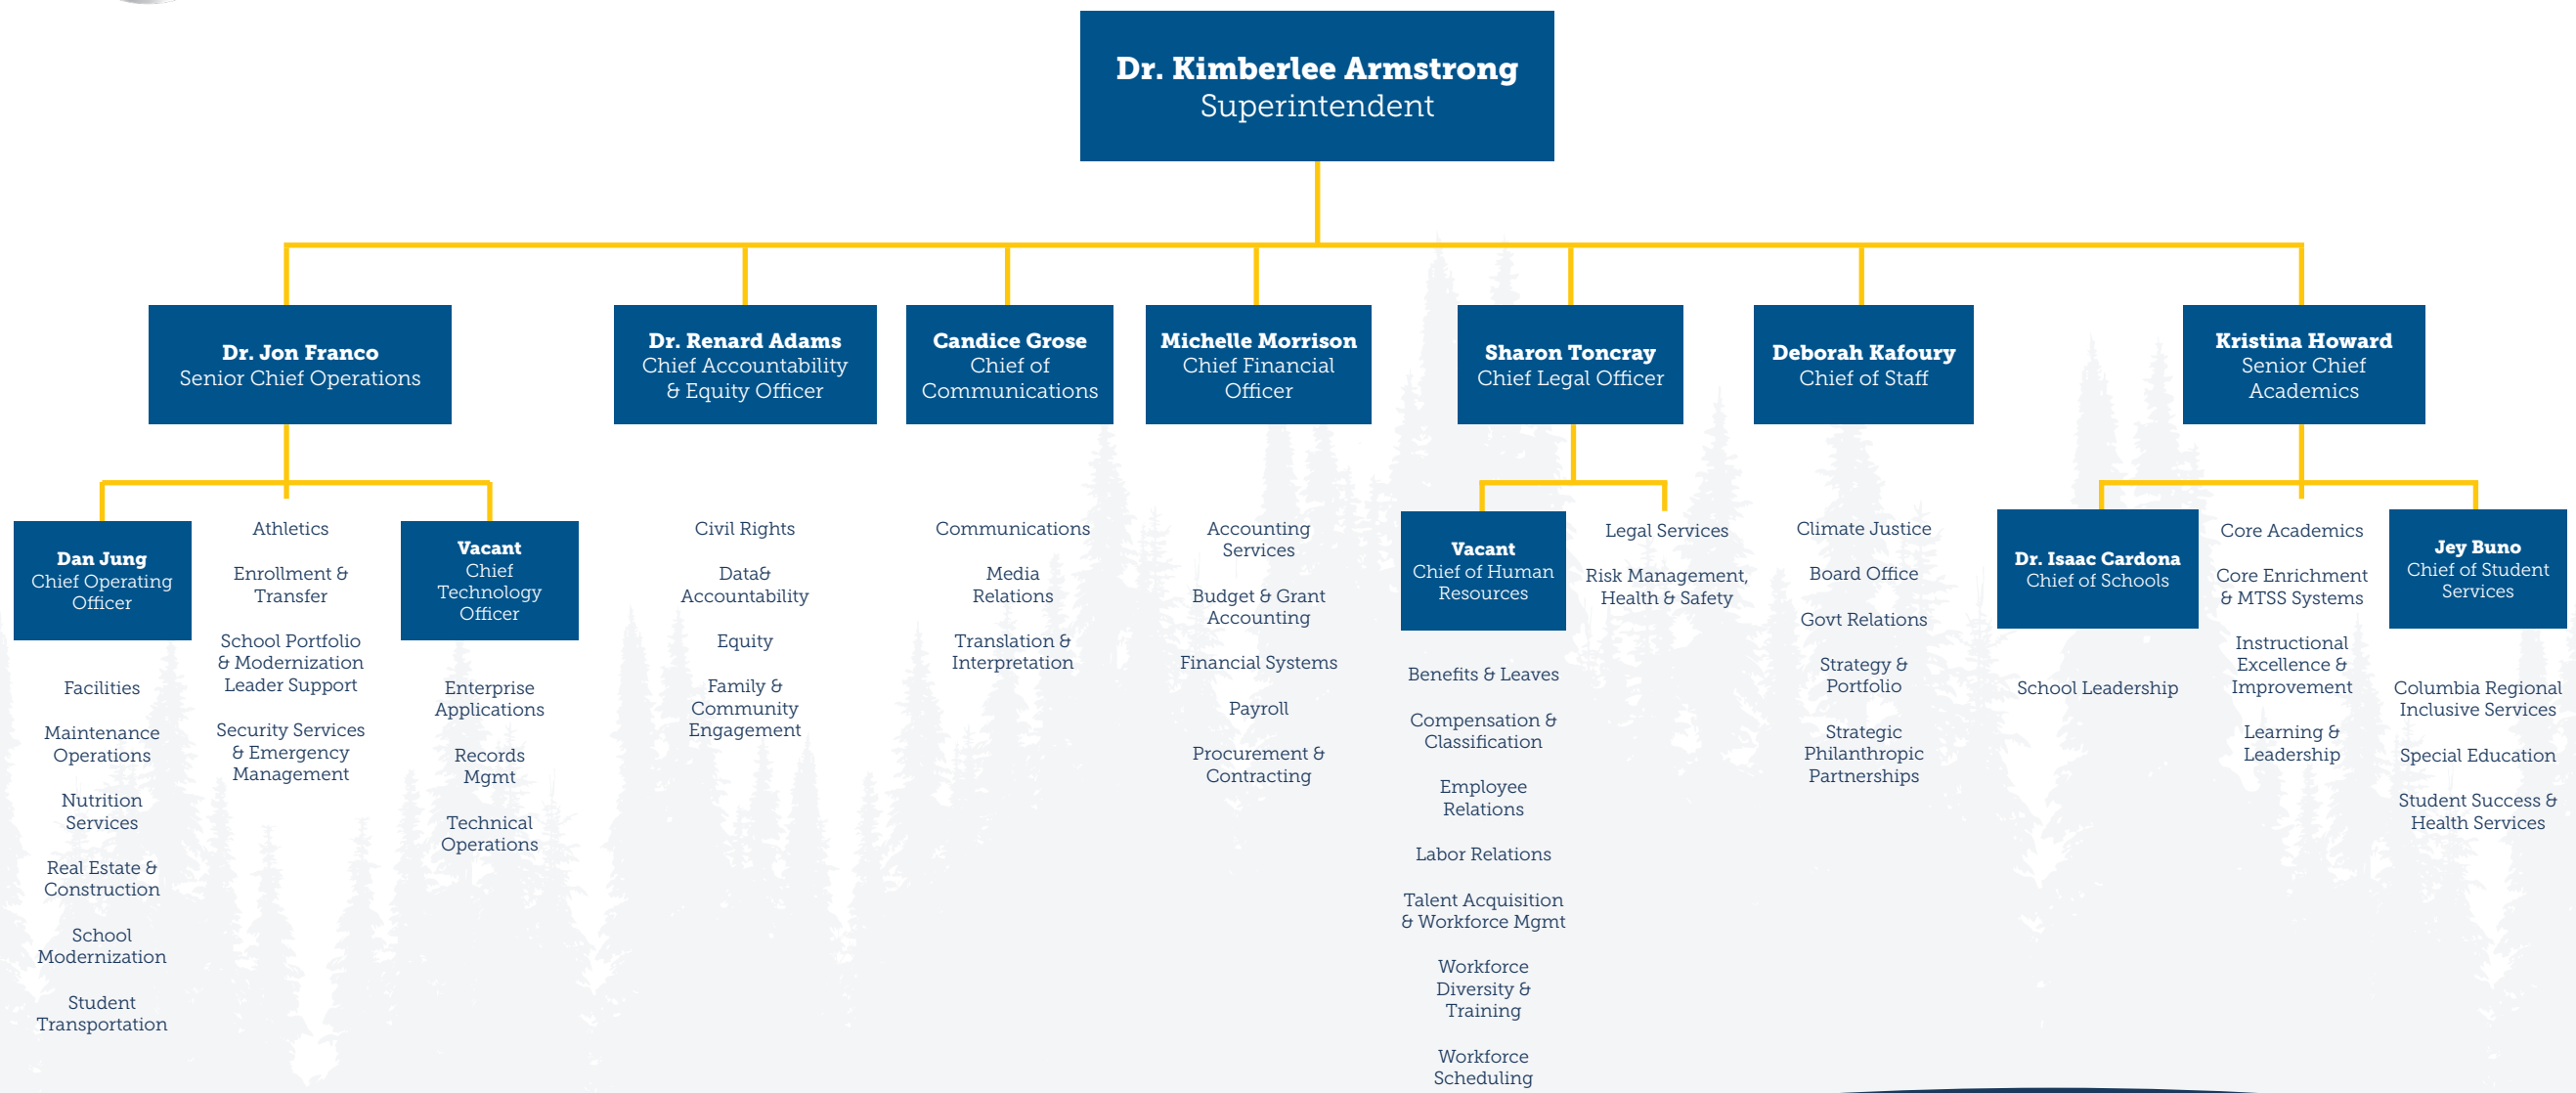 Dr. Kimberlee Armstrong
Superintendent
Dr. Jon Franco
Senior Chief Operations
Dr. Renard Adams
Chief Accountability
& Equity Officer
Candice Grose
Chief of
Communications
Michelle Morrison
Chief Financial
Officer
Sharon Toncray
Chief Legal Officer
Deborah Kafoury
Chief of Staff
Kristina Howard
Senior Chief
Academics
Dan Jung
Chief Operating
Officer
Facilities
Maintenance
Operations
Nutrition
Services
Real Estate &
Construction
School
Modernization
Student
Transportation
Athletics
Enrollment &
Transfer
School Portfolio
& Modernization
Leader Support
Security Services
& Emergency
Management
Vacant
Chief
Technology
Officer
Enterprise
Applications
Records
Mgmt
Technical
Operations
Civil Rights
Data&
Accountability
Equity
Family &
Community
Engagement
Communications
Media
Relations
Translation &
Interpretation
Accounting
Services
Budget & Grant
Accounting
Financial Systems
Payroll
Procurement &
Contracting
Vacant
Chief of Human
Resources
Benefits & Leaves
Compensation &
Classification
Employee
Relations
Labor Relations
Talent Acquisition
& Workforce Mgmt
Workforce
Diversity &
Training
Workforce
Scheduling
Legal Services
Risk Management,
Health & Safety
Climate Justice
Board Office
Govt Relations
Strategy &
Portfolio
Strategic
Philanthropic
Partnerships
Dr. Isaac Cardona
Chief of Schools
School Leadership
Core Academics
Core Enrichment
& MTSS Systems
Instructional
Excellence &
Improvement
Learning &
Leadership
Jey Buno
Chief of Student
Services
Columbia Regional
Inclusive Services
Special Education
Student Success &
Health Services